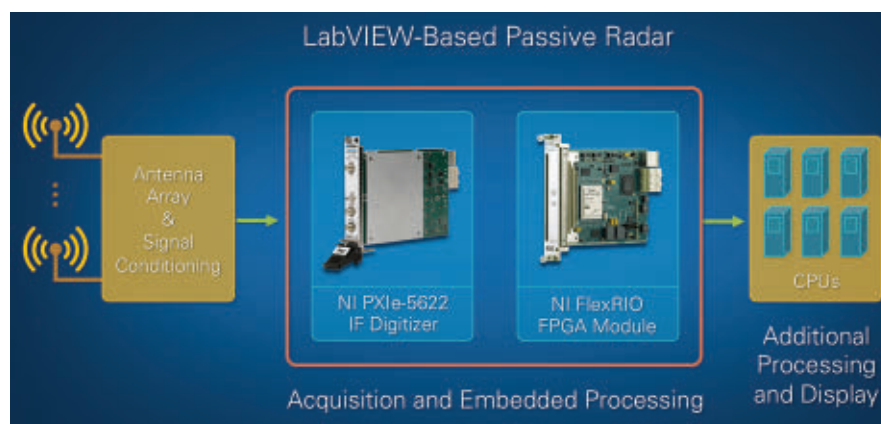 LabVIEW-Based Passive Radar
Antenna
Array
&
Signal
Conditioning
NI PXIe-5622
IF Digitizer
NI FlexRIO
FPGA Module
CPUs
Acquisition and Embedded Processing
Additional
Processing
and Display